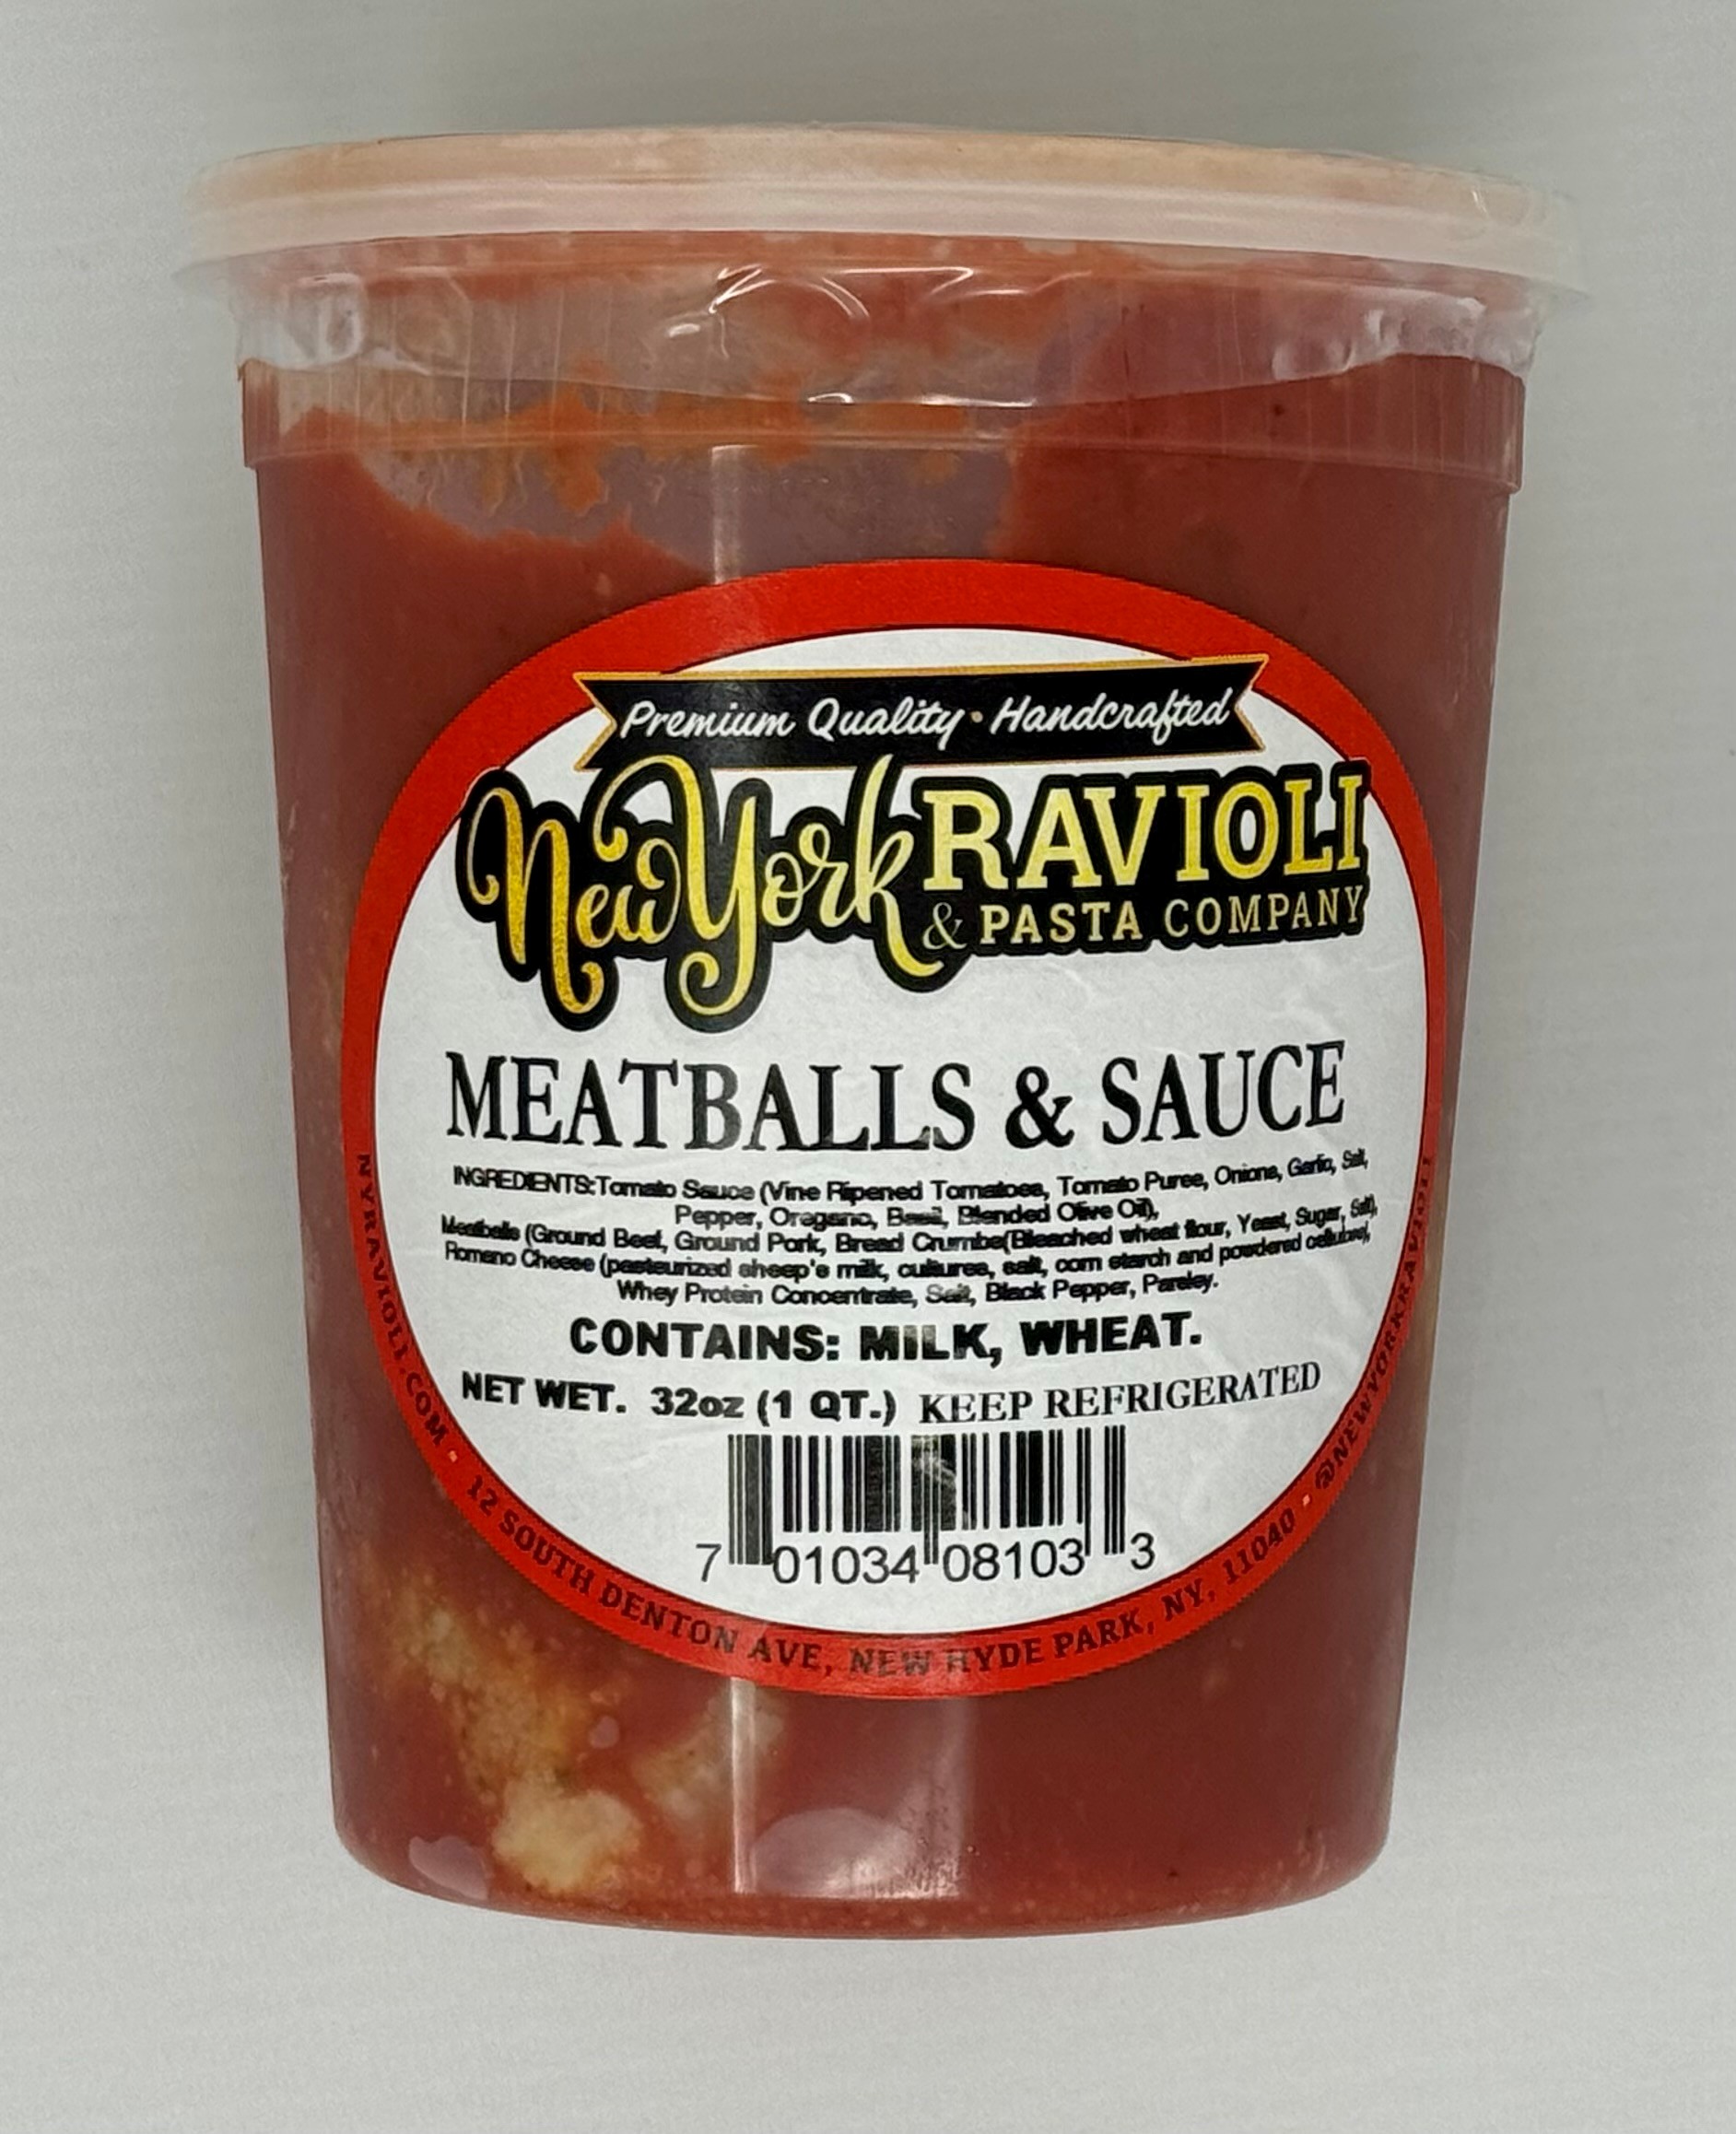 Premium Quality • Handcrafted
New York RAVIOLI
& PASTA COMPANY
MEATBALLS & SAUCE
INGREDIENTS:Tomato Sauce (Vine Ripened Tomatoes, Tomato Puree, Onions, Garlic, Salt,
Pepper, Oregano, Basil, Blended Olive Oil),
Meatballs (Ground Beef, Ground Pork, Bread Crumbs(Bleached wheat flour, Yeast, Sugar, Salt),
Romano Cheese (pasteurized sheep's milk, cultures, salt, corn starch and powdered cellulose),
Whey Protein Concentrate, Salt, Black Pepper, Parsley.
CONTAINS: MILK, WHEAT.
NET WET. 32oz (1 QT.) KEEP REFRIGERATED
7 01034 08103 3
NYRAVIOLI.COM • 12 SOUTH DENTON AVE, NEW HYDE PARK, NY, 11040 • @NEWYORKRAVIOLI